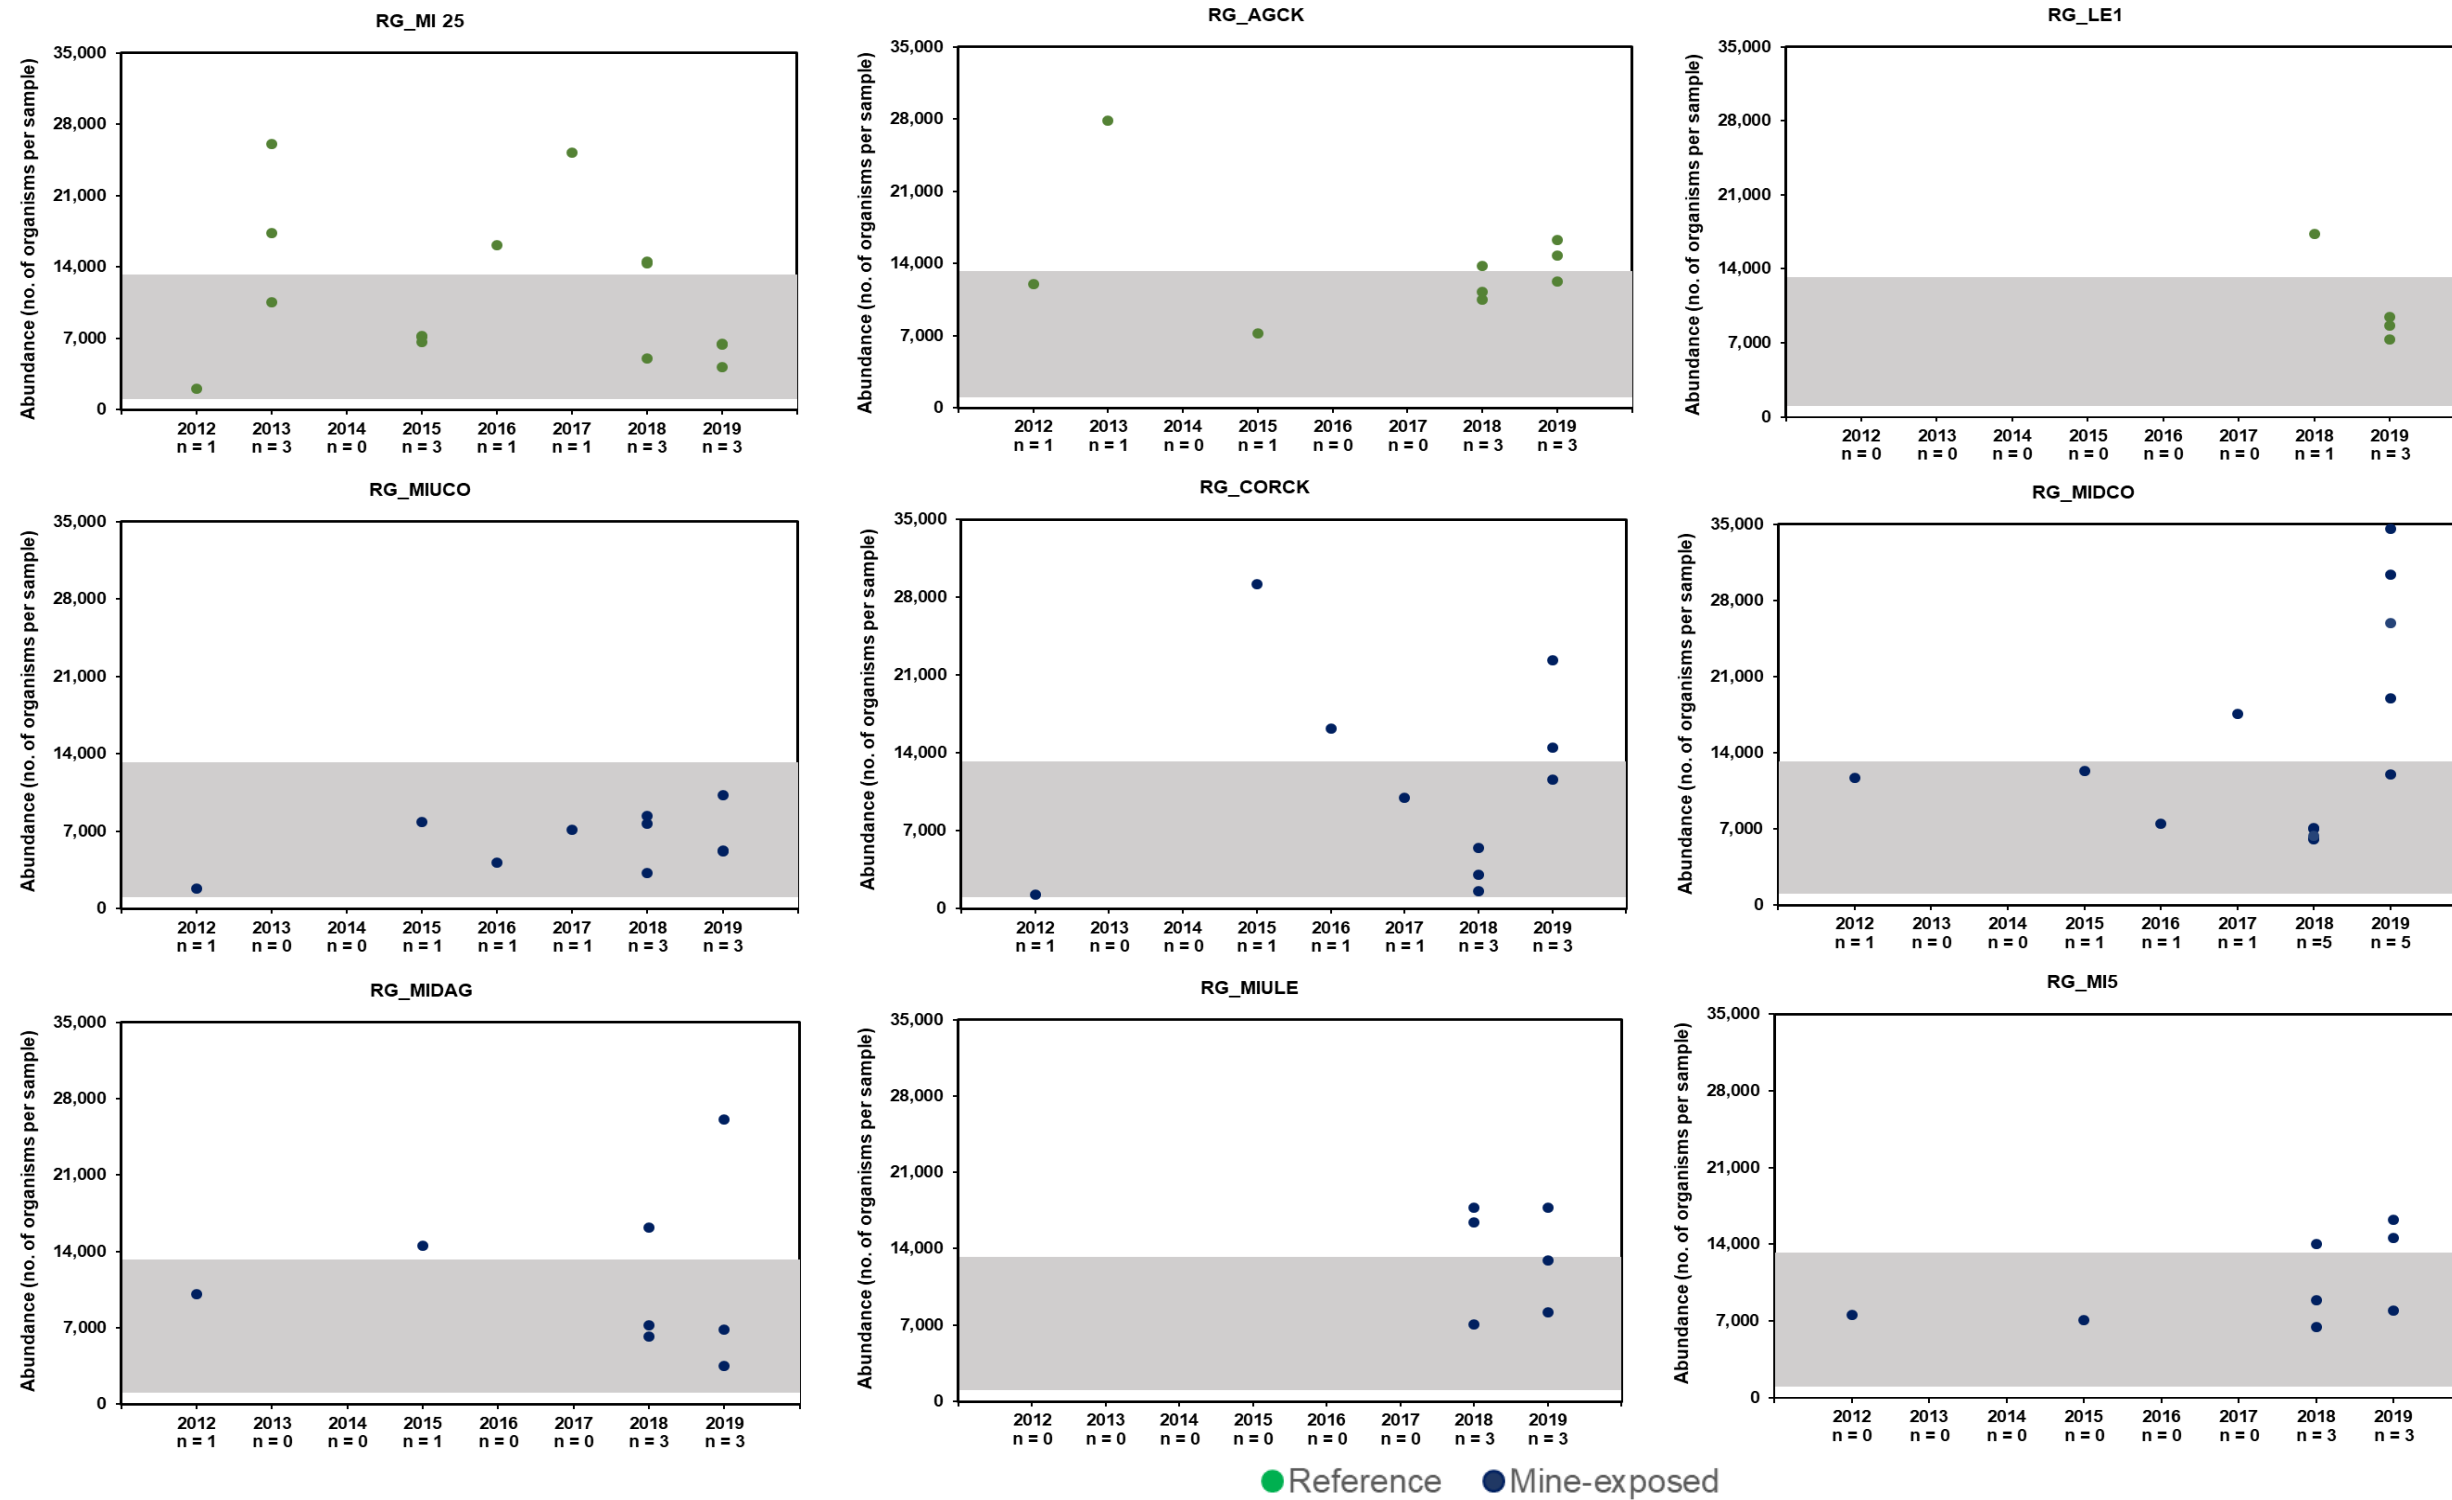 RG_MI 25
Abundance (no. of organisms per sample)
35,000
28,000
21,000
14,000
7,000
0
2012 2013 2014 2015 2016 2017 2018 2019
n = 1 n = 3 n = 0 n = 3 n = 1 n = 1 n = 3 n = 3
RG_AGCK
Abundance (no. of organisms per sample)
35,000
28,000
21,000
14,000
7,000
0
2012 2013 2014 2015 2016 2017 2018 2019
n = 1 n = 1 n = 0 n = 1 n = 0 n = 0 n = 3 n = 3
RG_LE1
Abundance (no. of organisms per sample)
35,000
28,000
21,000
14,000
7,000
0
2012 2013 2014 2015 2016 2017 2018 2019
n = 0 n = 0 n = 0 n = 0 n = 0 n = 0 n = 1 n = 3
RG_MIUCO
Abundance (no. of organisms per sample)
35,000
28,000
21,000
14,000
7,000
0
2012 2013 2014 2015 2016 2017 2018 2019
n = 1 n = 0 n = 0 n = 1 n = 1 n = 1 n = 3 n = 3
RG_CORCK
Abundance (no. of organisms per sample)
35,000
28,000
21,000
14,000
7,000
0
2012 2013 2014 2015 2016 2017 2018 2019
n = 1 n = 0 n = 0 n = 1 n = 1 n = 1 n = 3 n = 3
RG_MIDCO
Abundance (no. of organisms per sample)
35,000
28,000
21,000
14,000
7,000
0
2012 2013 2014 2015 2016 2017 2018 2019
n = 1 n = 0 n = 0 n = 1 n = 1 n = 1 n =5 n = 5
RG_MIDAG
Abundance (no. of organisms per sample)
35,000
28,000
21,000
14,000
7,000
0
2012 2013 2014 2015 2016 2017 2018 2019
n = 1 n = 0 n = 0 n = 1 n = 0 n = 0 n = 3 n = 3
RG_MIULE
Abundance (no. of organisms per sample)
35,000
28,000
21,000
14,000
7,000
0
2012 2013 2014 2015 2016 2017 2018 2019
n = 0 n = 0 n = 0 n = 0 n = 0 n = 0 n = 3 n = 3
RG_MI5
Abundance (no. of organisms per sample)
35,000
28,000
21,000
14,000
7,000
0
2012 2013 2014 2015 2016 2017 2018 2019
n = 0 n = 0 n = 0 n = 0 n = 0 n = 0 n = 3 n = 3
Reference Mine-exposed